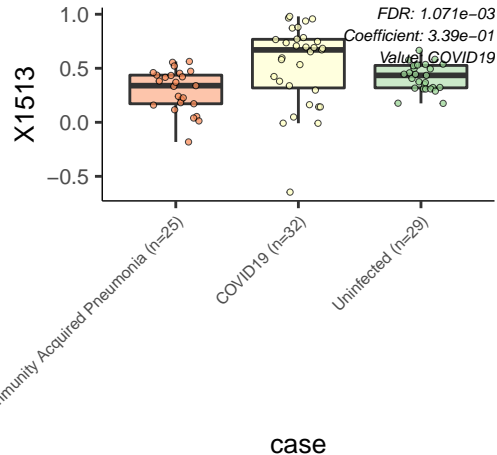 FDR: 1.071e−03
Coefficient: 3.39e−01
Value: COVID19
X1513
1.0
0.5
0.0
−0.5
mmunity Acquired Pneumonia (n=25)
COVID19 (n=32)
Uninfected (n=29)
case